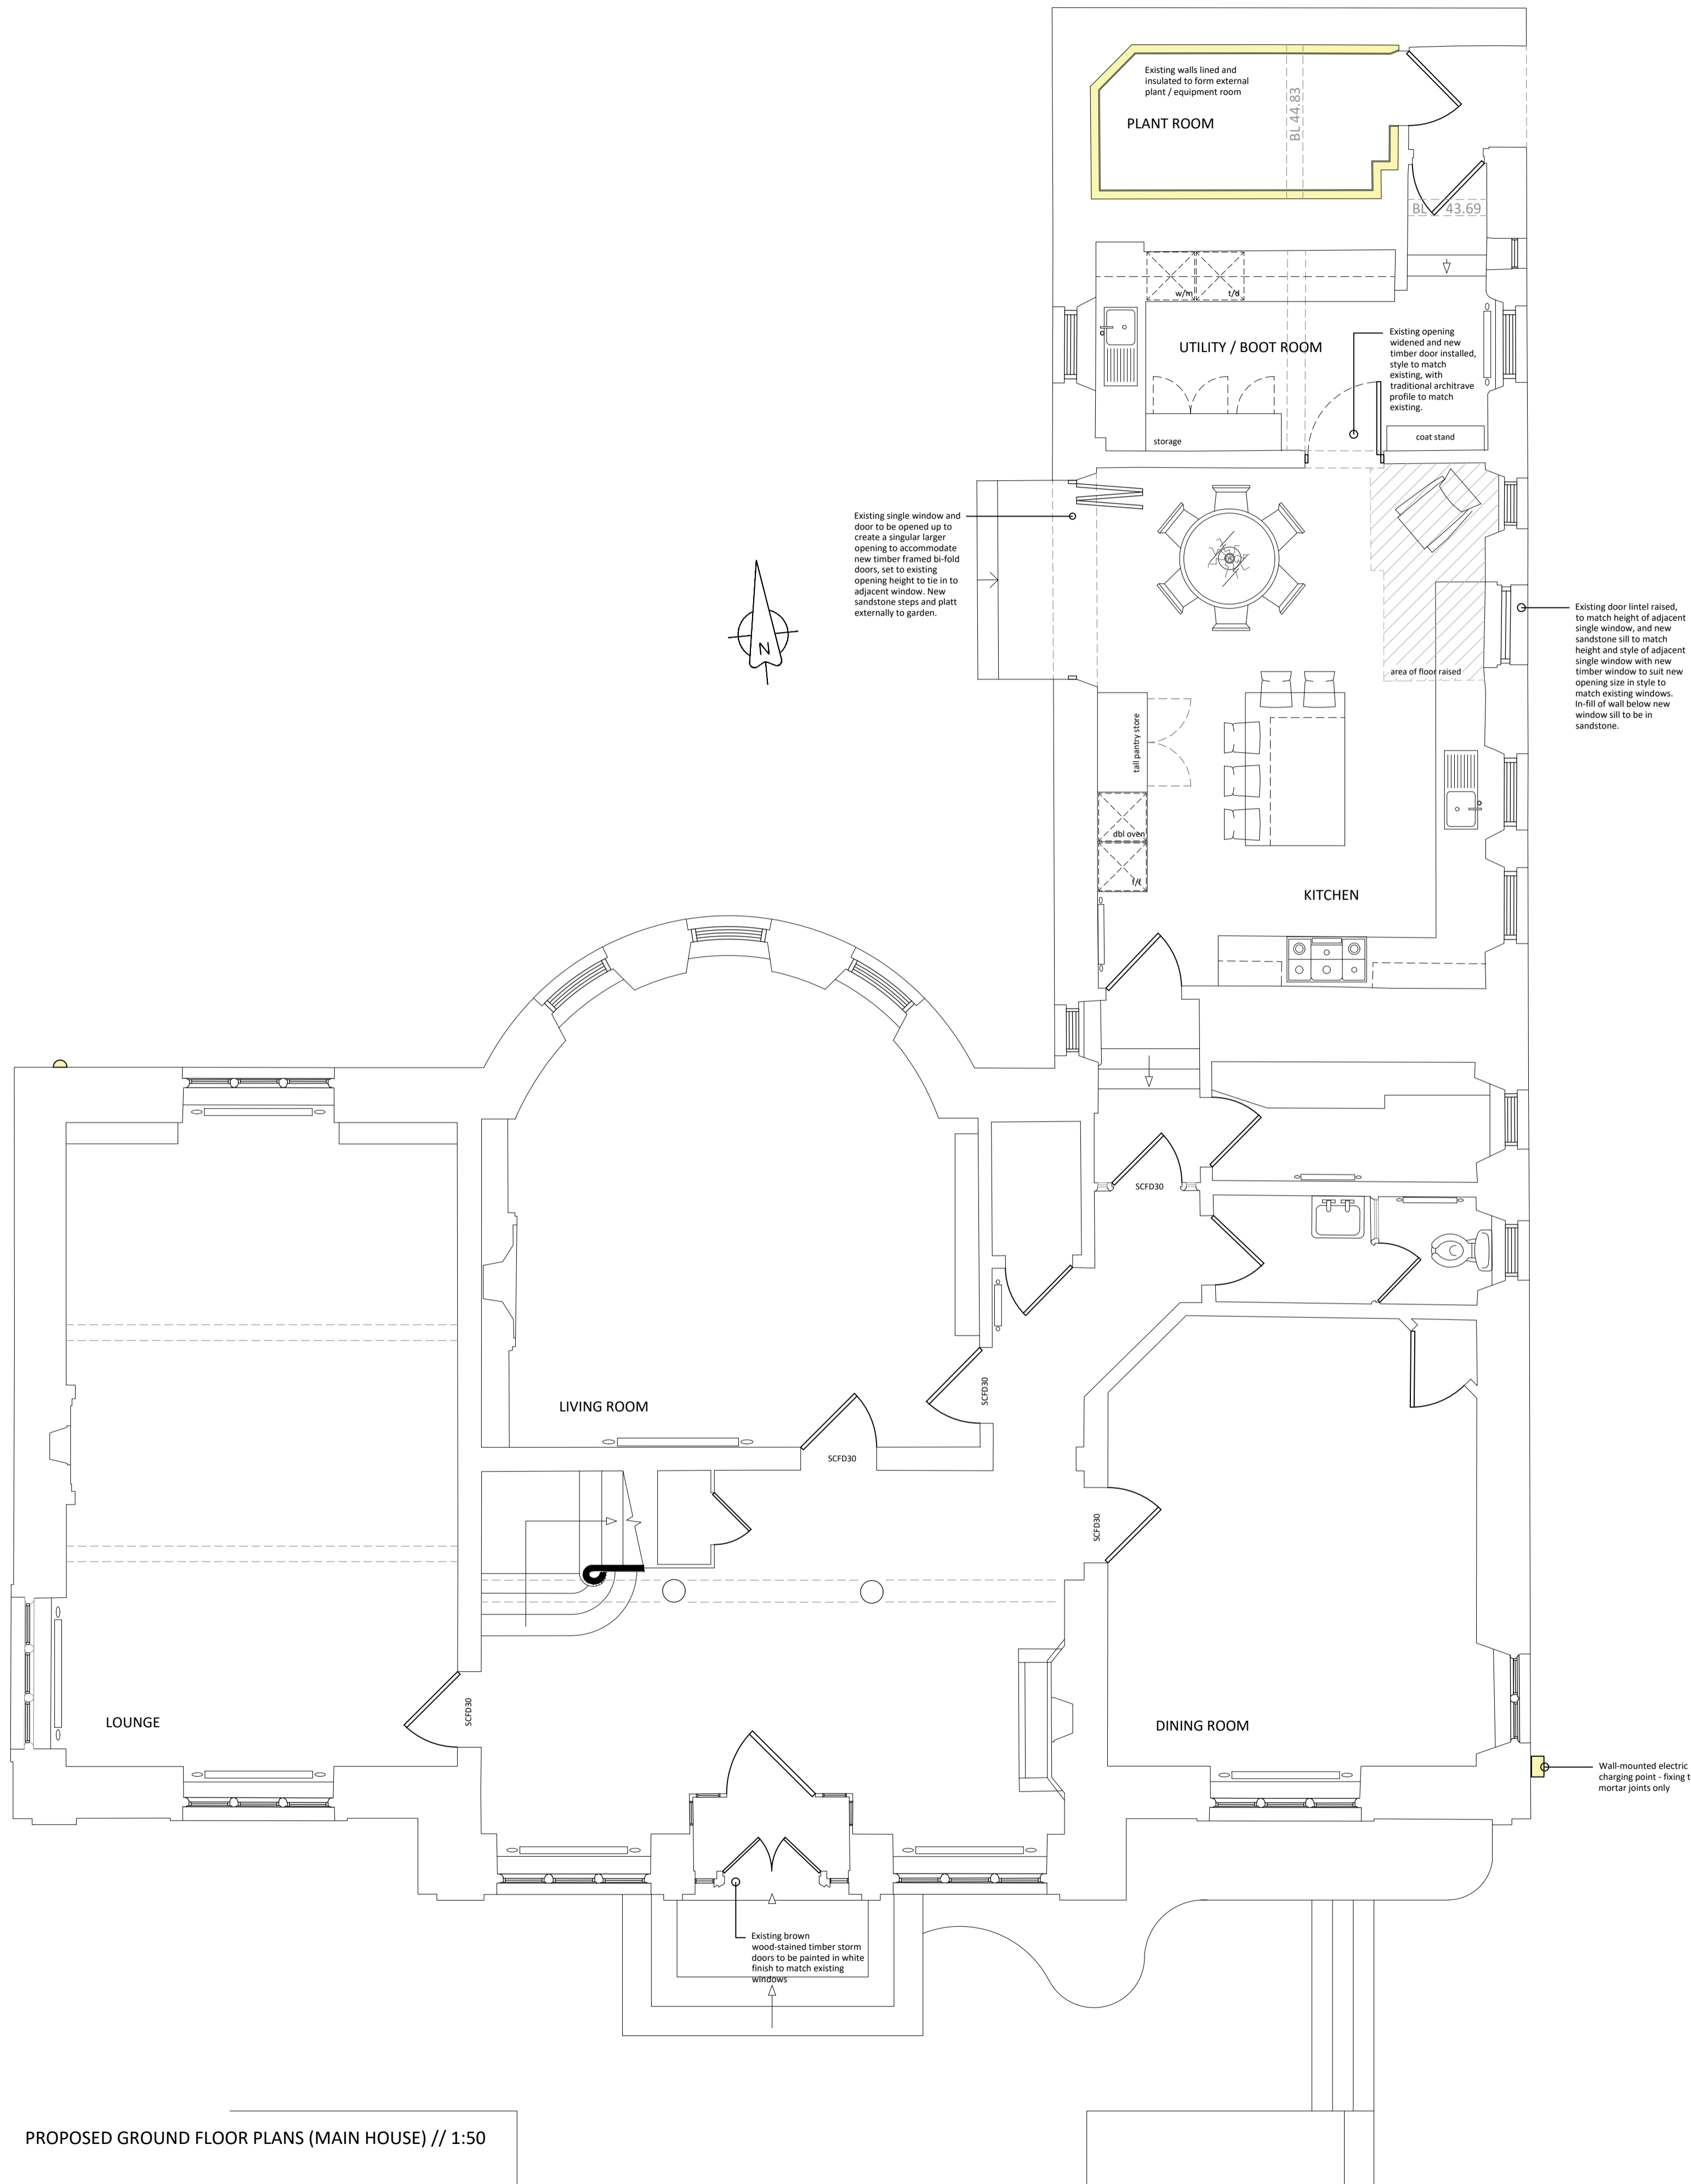 Existing walls lined and
insulated to form external
plant / equipment room
PLANT ROOM
BL 44.83
BL 43.69
w/m
t/d
UTILITY / BOOT ROOM
Existing opening
widened and new
timber door installed,
style to match
existing, with
traditional architrave
profile to match
existing.
storage
coat stand
Existing single window and
door to be opened up to
create a singular larger
opening to accommodate
new timber framed bi-fold
doors, set to existing
opening height to tie in to
adjacent window. New
sandstone steps and platt
externally to garden.
N
Existing door lintel raised,
to match height of adjacent
single window, and new
sandstone sill to match
height and style of adjacent
single window with new
timber window to suit new
opening size in style to
match existing windows.
In-fill of wall below new
window sill to be in
sandstone.
area of floor raised
tall pantry store
dbl oven
f/f
KITCHEN
SCFD30
SCFD30
LIVING ROOM
SCFD30
SCFD30
SCFD30
LOUNGE
DINING ROOM
Wall-mounted electric
charging point - fixing t
mortar joints only
Existing brown
wood-stained timber storm
doors to be painted in white
finish to match existing
windows
PROPOSED GROUND FLOOR PLANS (MAIN HOUSE) // 1:50